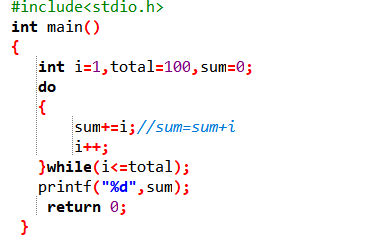 #include<stdio.h>
int main()
{
int i=1,total=100,sum=0;
do
{
sum+=i;//sum=sum+i
i++;
}while(i<=total);
printf("%d",sum);
return 0;
}